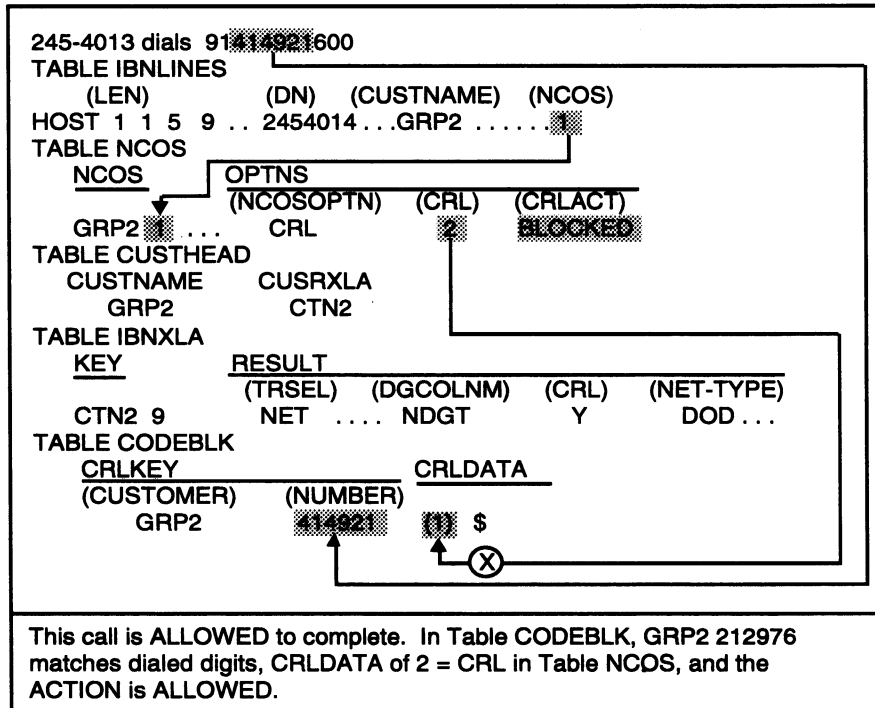 245-4013 dials 91414921600
TABLE IBNLINES
(LEN) (DN) (CUSTNAME) (NCOS)
HOST 1 1 5 9 .. 2454014 ...GRP2 ......1
TABLE NCOS
NCOS OPTNS
(NCOSOPTN) (CRL) (CRLACT)
GRP2 1 ... CRL 2 BLOCKED
TABLE CUSTHEAD
CUSTNAME CUSRXLA
GRP2 CTN2
TABLE IBNXLA
KEY RESULT
(TRSEL) (DGCOLNM) (CRL) (NET-TYPE)
CTN2 9 NET .... NDGT Y DOD ...
TABLE CODEBLK
CRLKEY CRLDATA
(CUSTOMER) (NUMBER)
GRP2 414921 (1) $
X
This call is ALLOWED to complete. In Table CODEBLK, GRP2 212976
matches dialed digits, CRLDATA of 2 = CRL in Table NCOS, and the
ACTION is ALLOWED.